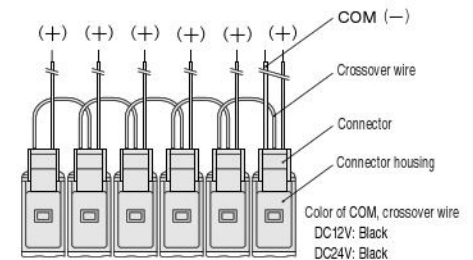 COM (−)
(+) (+) (+) (+) (+) (+)
Crossover wire
Connector
Connector housing
Color of COM, crossover wire
DC12V: Black
DC24V: Black